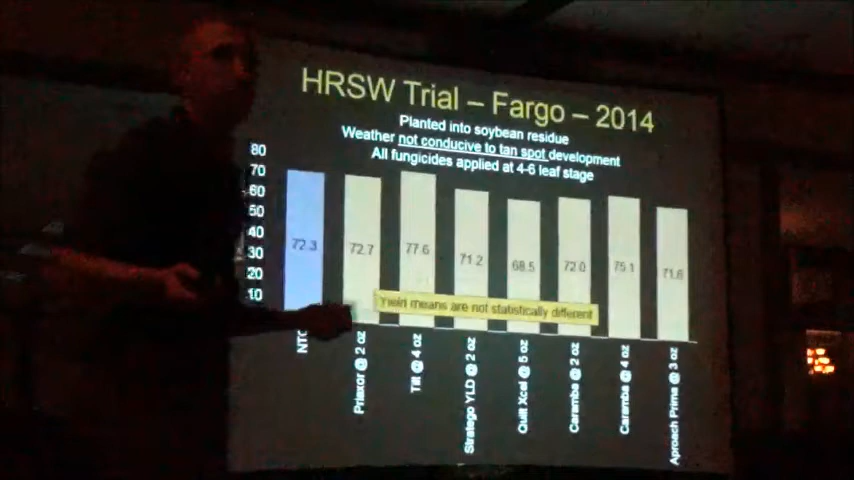 HRSW Trial – Fargo – 2014
Planted into soybean residue
Weather not conducive to tan spot development
All fungicides applied at 4-6 leaf stage
80
70
60
50
40
30
20
10
72.3
72.7
77.6
71.2
68.5
72.0
75.1
71.6
Yield means are not statistically different
NTC
Priaxor @ 2 oz
Tilt @ 4 oz
Stratego YLD @ 2 oz
Quilt Xcel @ 5 oz
Caramba @ 2 oz
Caramba @ 4 oz
Aproach Prima @ 3 oz